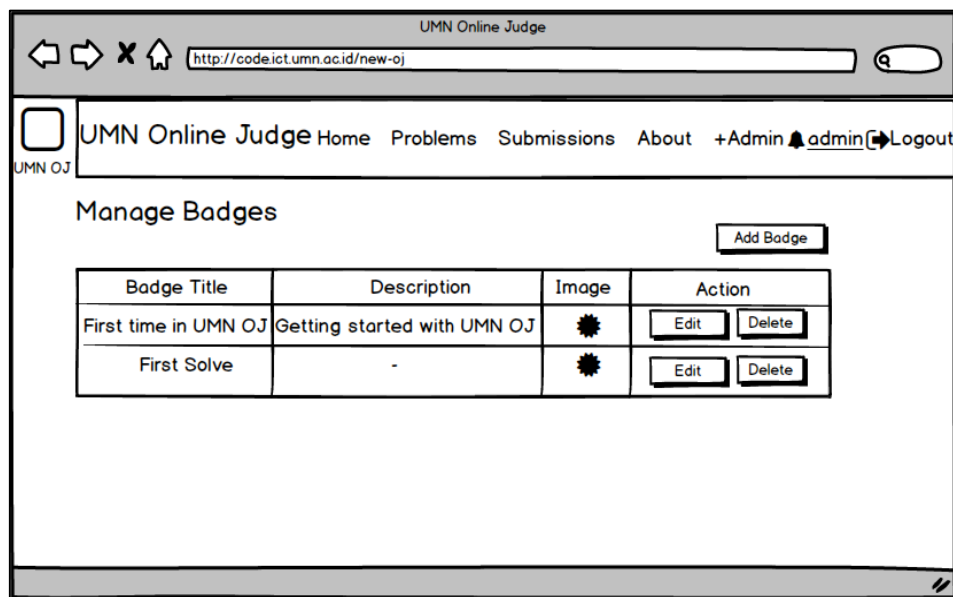 UMN Online Judge
http://code.ict.umn.ac.id/new-oj
UMN OJ
UMN Online Judge Home Problems Submissions About +Admin admin Logout
Manage Badges
Add Badge
Badge Title Description Image Action
First time in UMN OJ Getting started with UMN OJ Edit Delete
First Solve - Edit Delete